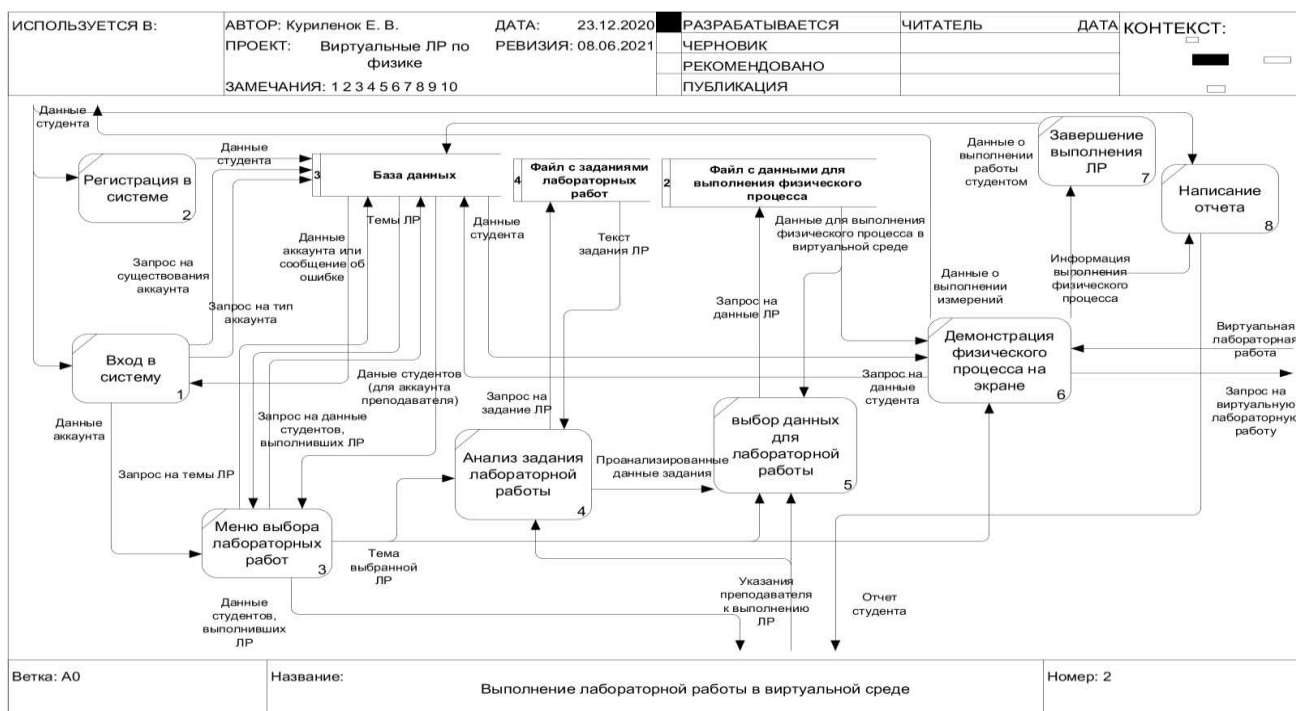 ИСПОЛЬЗУЕТСЯ В:
АВТОР: Куриленок Е. В.
ДАТА: 23.12.2020
ПРОЕКТ: Виртуальные ЛР по
физике
РЕВИЗИЯ: 08.06.2021
ЗАМЕЧАНИЯ: 1 2 3 4 5 6 7 8 9 10
РАЗРАБАТЫВАЕТСЯ
ЧЕРНОВИК
РЕКОМЕНДОВАНО
ПУБЛИКАЦИЯ
ЧИТАТЕЛЬ
ДАТА
КОНТЕКСТ:
Данные
студента
Регистрация в
системе
2
Данные
студента
3
База данных
4
Файл с заданиями
лабораторных
работ
2
Файл с данными для
выполнения физического
процесса
Данные о
выполнении
работы
студентом
Завершение
выполнения
ЛР
7
Написание
отчета
8
Запрос на
существования
аккаунта
Данные
аккаунта или
сообщение об
ошибке
Темы ЛР
Данные
студента
Текст
задания ЛР
Данные для выполнения
физического процесса в
виртуальной среде
Данные о
выполнении
измерений
Информация
выполнения
физического
процесса
Запрос на тип
аккаунта
Запрос на
данные ЛР
Вход в
систему
1
Даные студентов
(для аккаунта
преподавателя)
Запрос на
задание ЛР
Запрос на
данные
студента
Демонстрация
физического
процесса на
экране
6
Виртуальная
лабораторная
работа
Запрос на
виртуальную
лабораторную
работу
Данные
аккаунта
Запрос на данные
студентов,
выполнивших ЛР
Запрос на темы ЛР
Анализ задания
лабораторной
работы
4
Проанализированные
данные задания
выбор данных
для
лабораторной
работы
5
Меню выбора
лабораторных
работ
3
Тема
выбранной
ЛР
Данные
студентов,
выполнивших
ЛР
Указания
преподавателя
к выполнению
ЛР
Отчет
студента
Ветка: A0
Название:
Выполнение лабораторной работы в виртуальной среде
Номер: 2